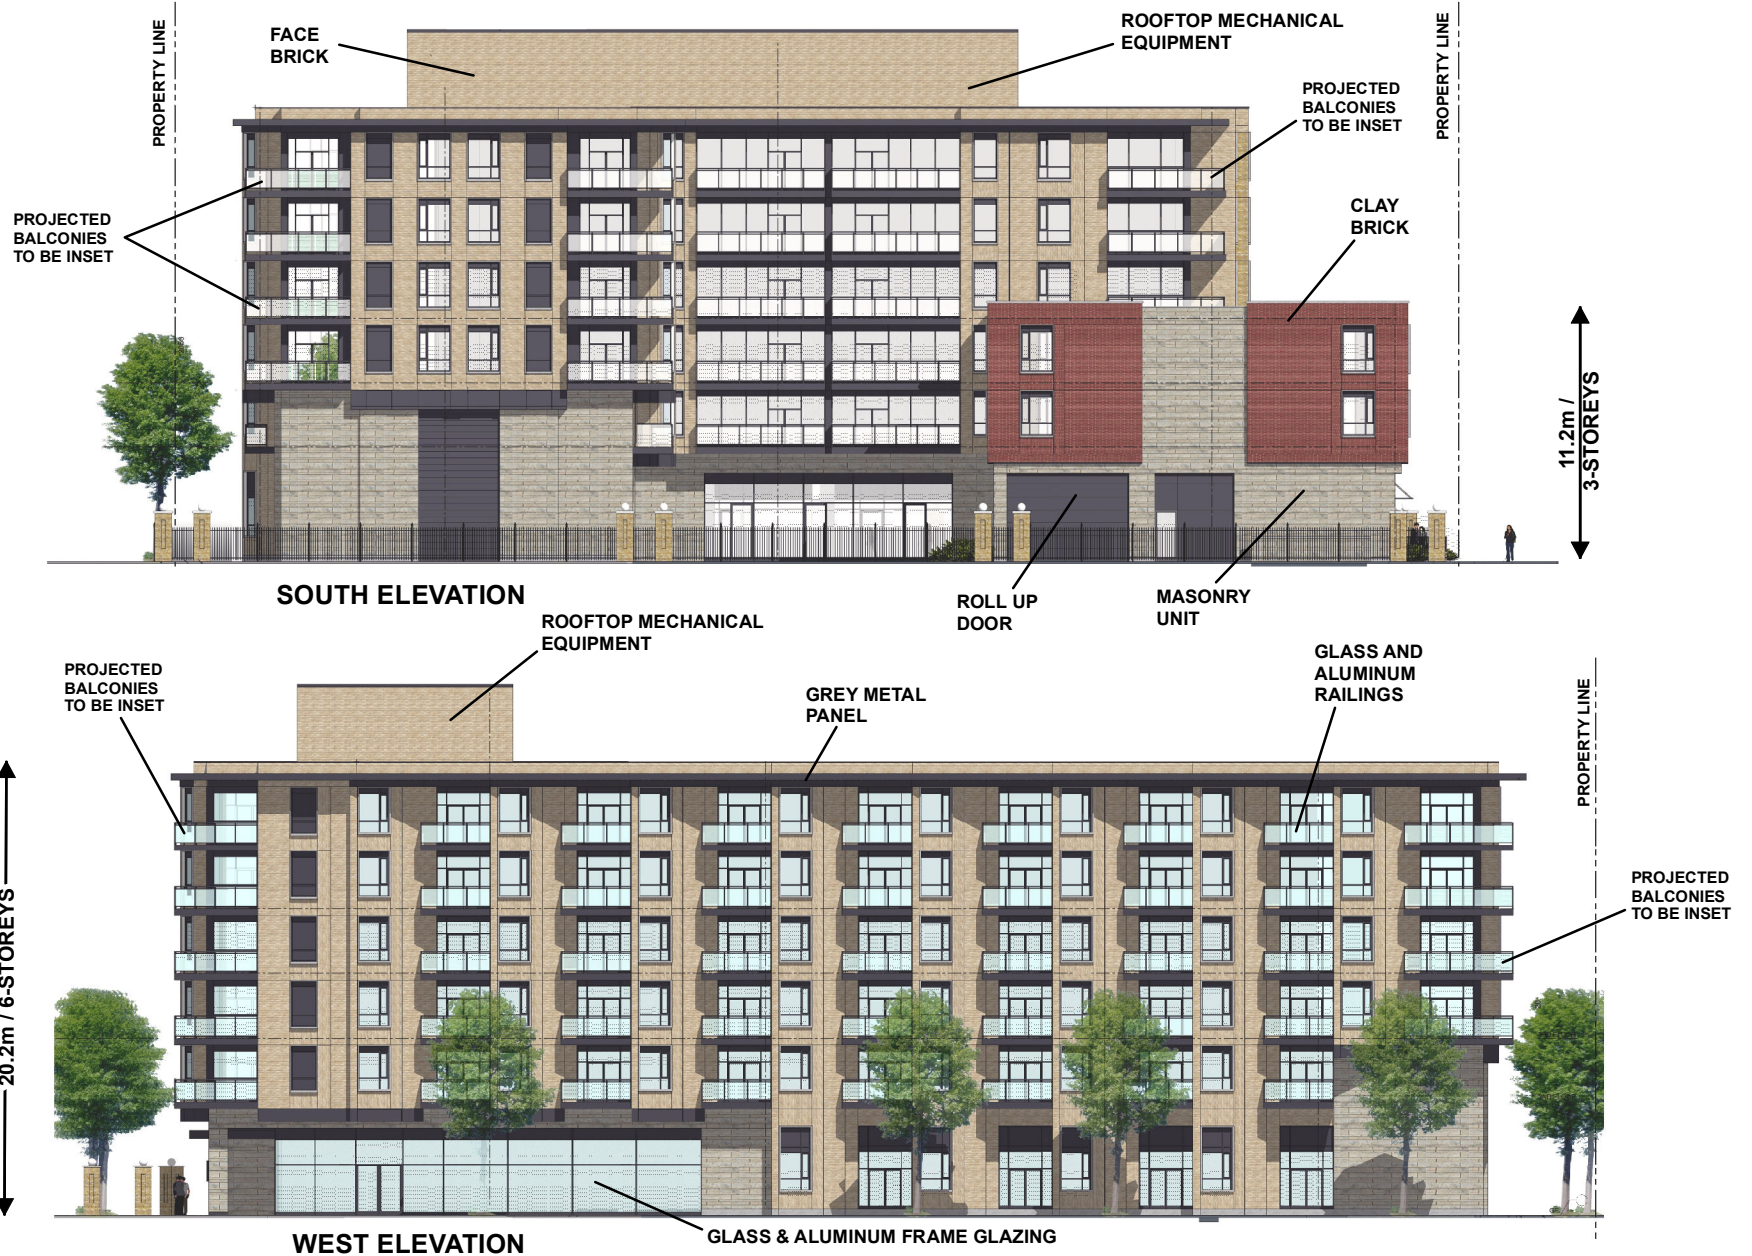 PROPERTY LINE
FACE
BRICK
ROOFTOP MECHANICAL
EQUIPMENT
PROPERTY LINE
PROJECTED
BALCONIES
TO BE INSET
PROJECTED
BALCONIES
TO BE INSET
CLAY
BRICK
11.2m /
3-STOREYS
SOUTH ELEVATION
ROLL UP
DOOR
MASONRY
UNIT
ROOFTOP MECHANICAL
EQUIPMENT
PROJECTED
BALCONIES
TO BE INSET
GREY METAL
PANEL
GLASS AND
ALUMINUM
RAILINGS
PROPERTY LINE
PROJECTED
BALCONIES
TO BE INSET
20.2m / 6-STOREYS
GLASS & ALUMINUM FRAME GLAZING
WEST ELEVATION